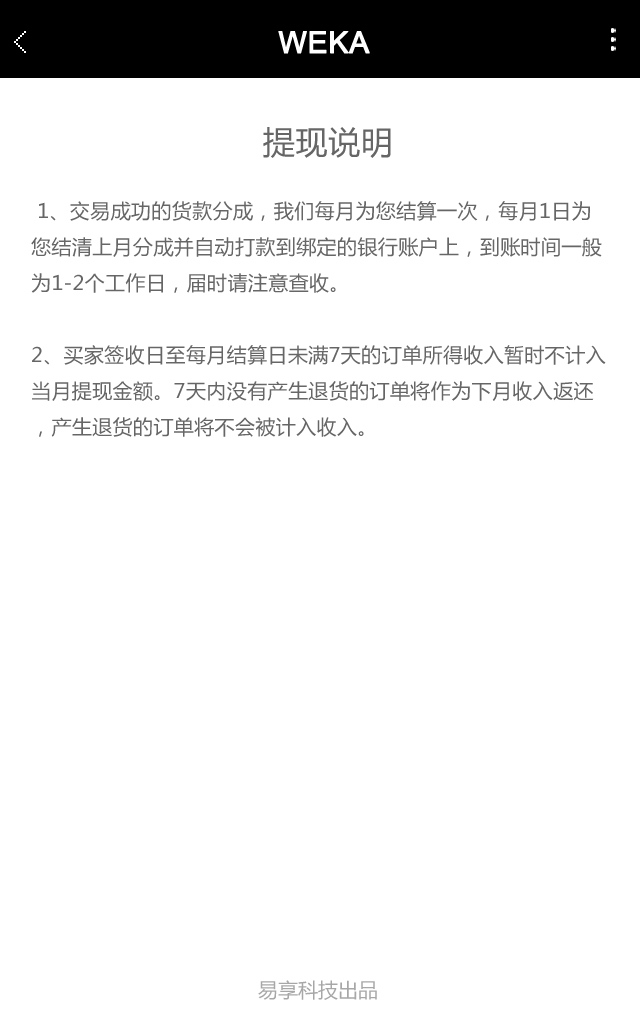 WEKA
提现说明
1、交易成功的货款分成，我们每月为您结算一次，每月1日为
您结清上月分成并自动打款到绑定的银行账户上，到账时间一般
为1-2个工作日，届时请注意查收。
2、买家签收日至每月结算日未满7天的订单所得收入暂时不计入
当月提现金额。7天内没有产生退货的订单将作为下月收入返还
，产生退货的订单将不会被计入收入。
易享科技出品